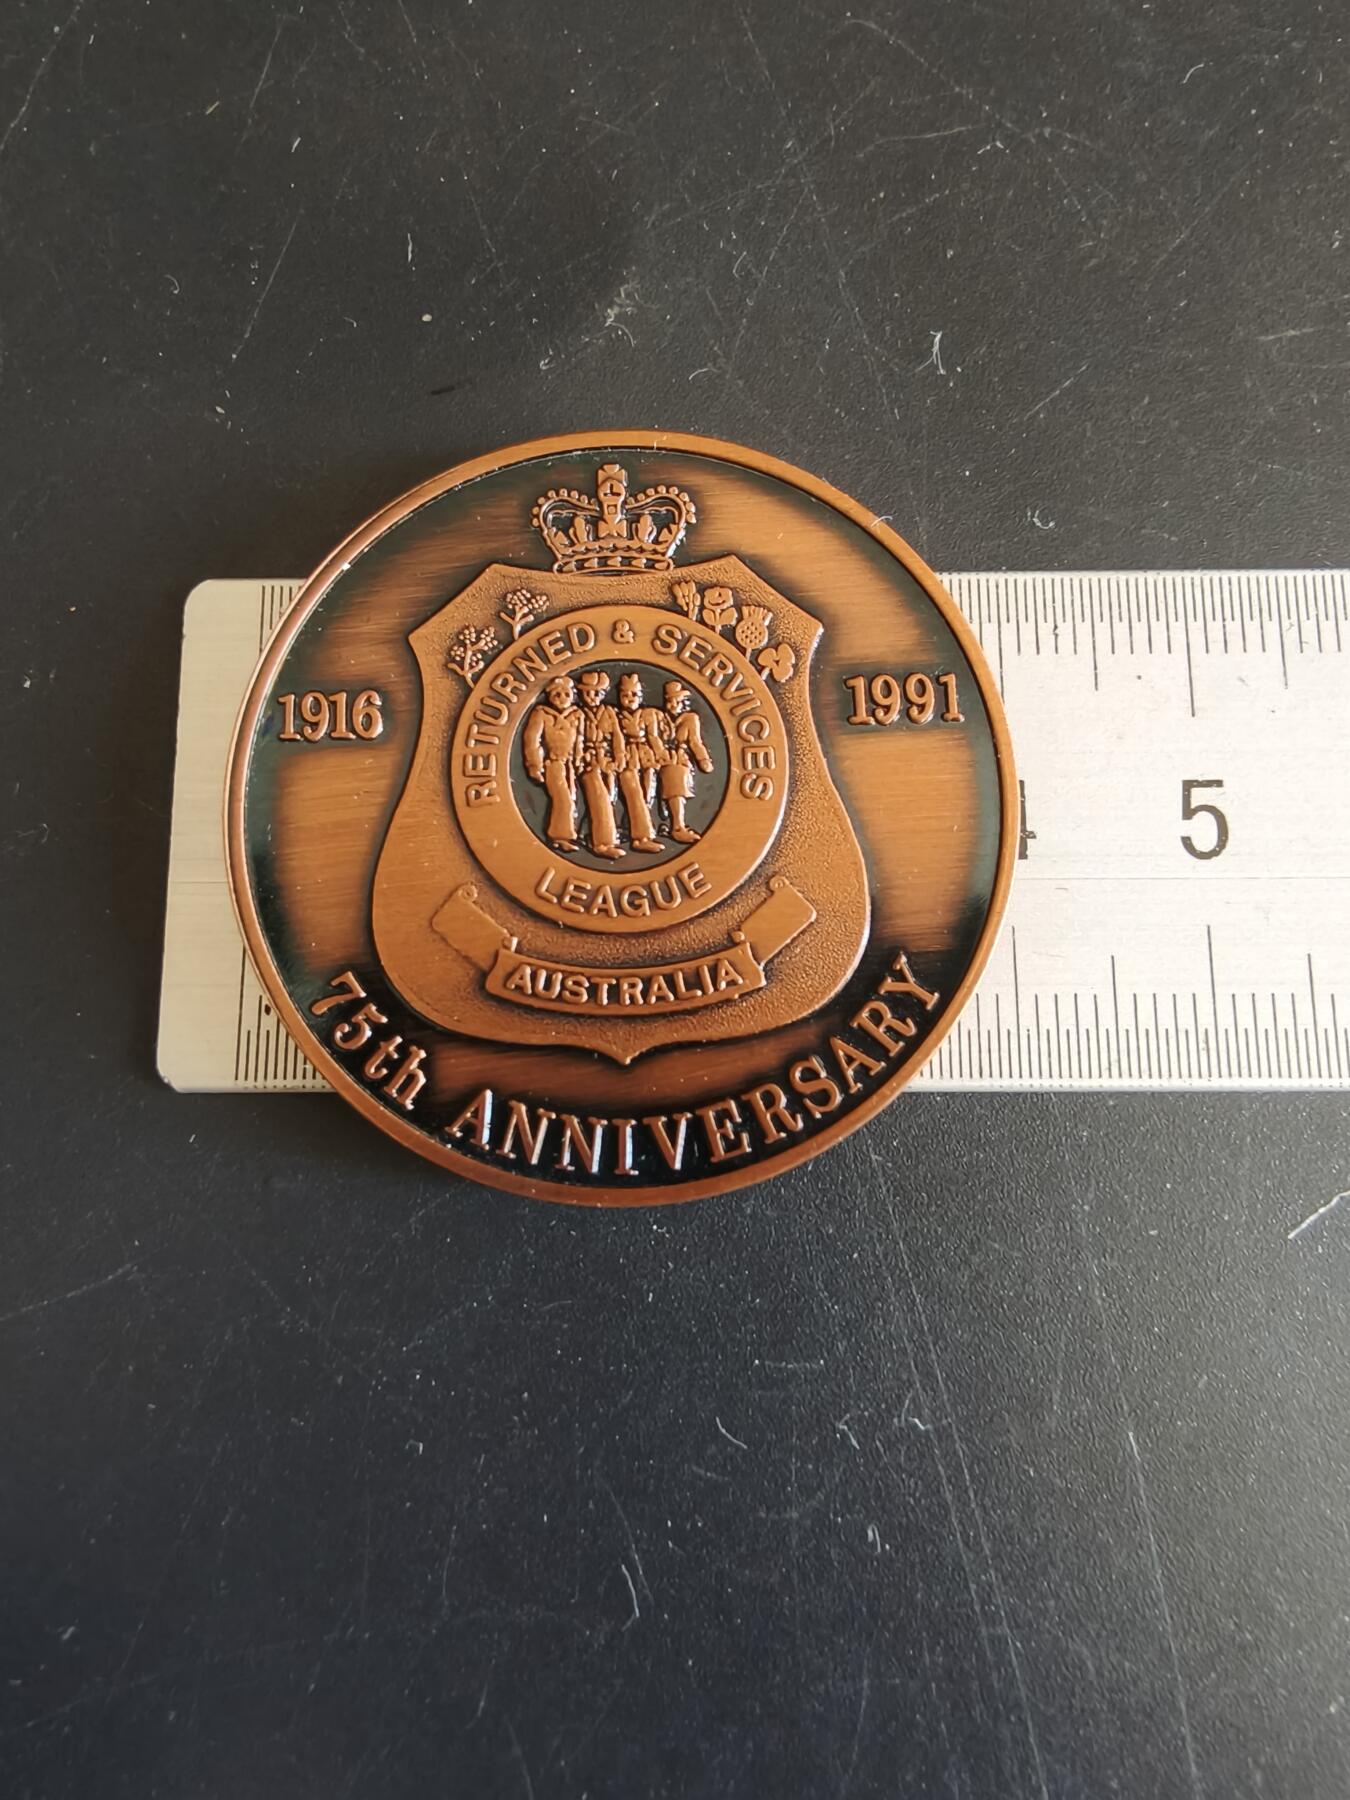 1916
1991
RETURNED & SERVICES
LEAGUE
AUSTRALIA
75th ANNIVERSARY
5